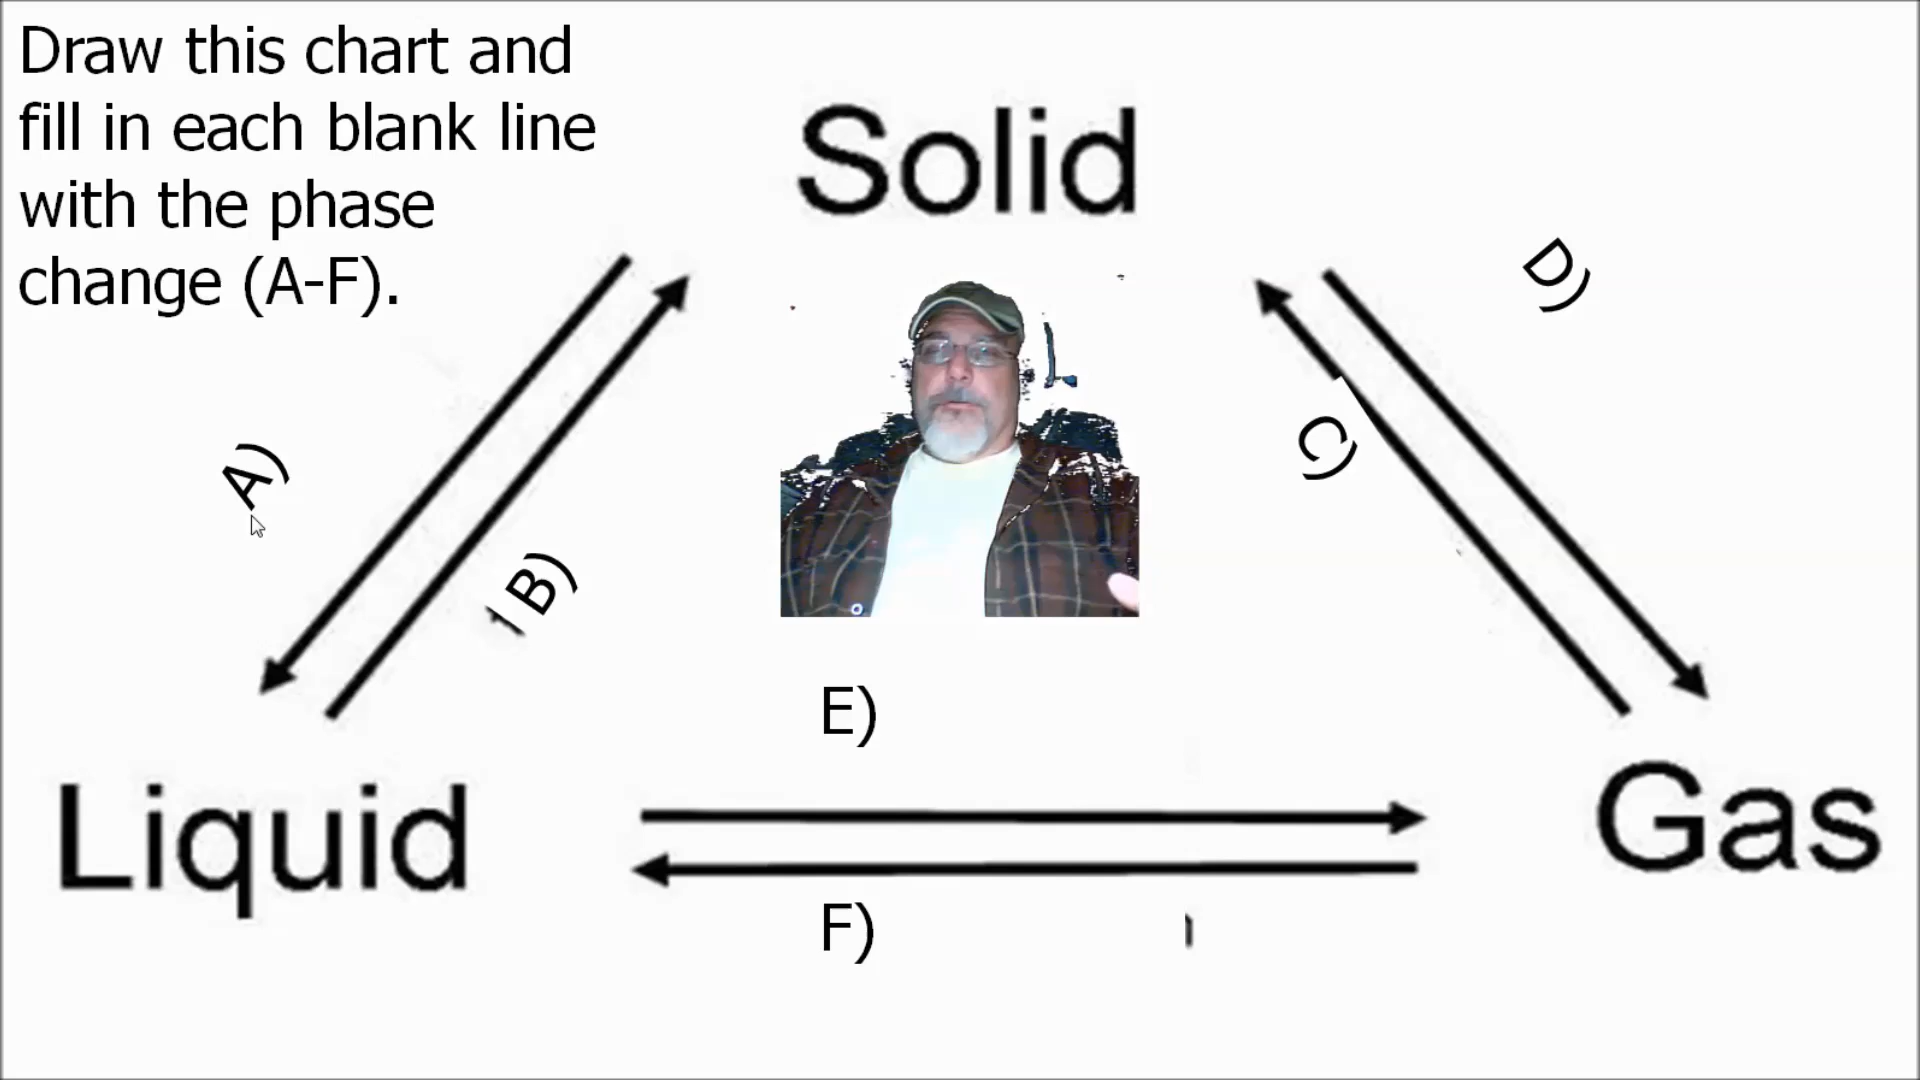 Draw this chart and
fill in each blank line
with the phase
change (A-F).
Solid
D)
C)
A)
B)
E)
Liquid
Gas
F)